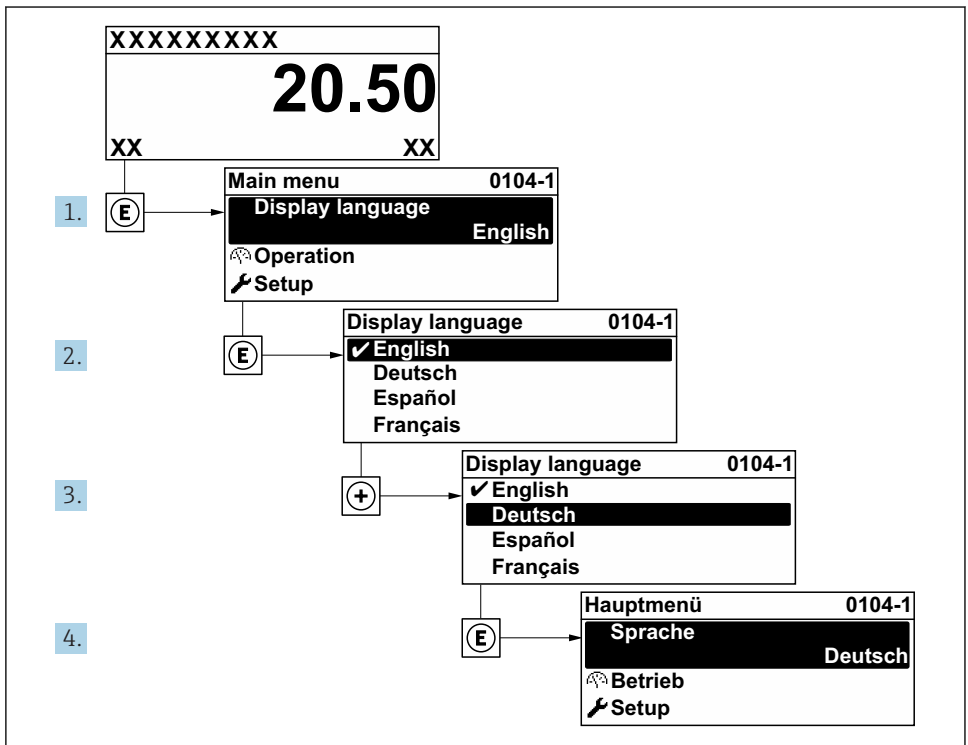 XXXXXXXXX
20.50
XX XX
Main menu 0104-1
1. E
Display language
English
Operation
Setup
Display language 0104-1
2. E
✔ English
Deutsch
Español
Français
Display language 0104-1
3. +
✔ English
Deutsch
Español
Français
Hauptmenü 0104-1
4. E
Sprache
Deutsch
Betrieb
Setup